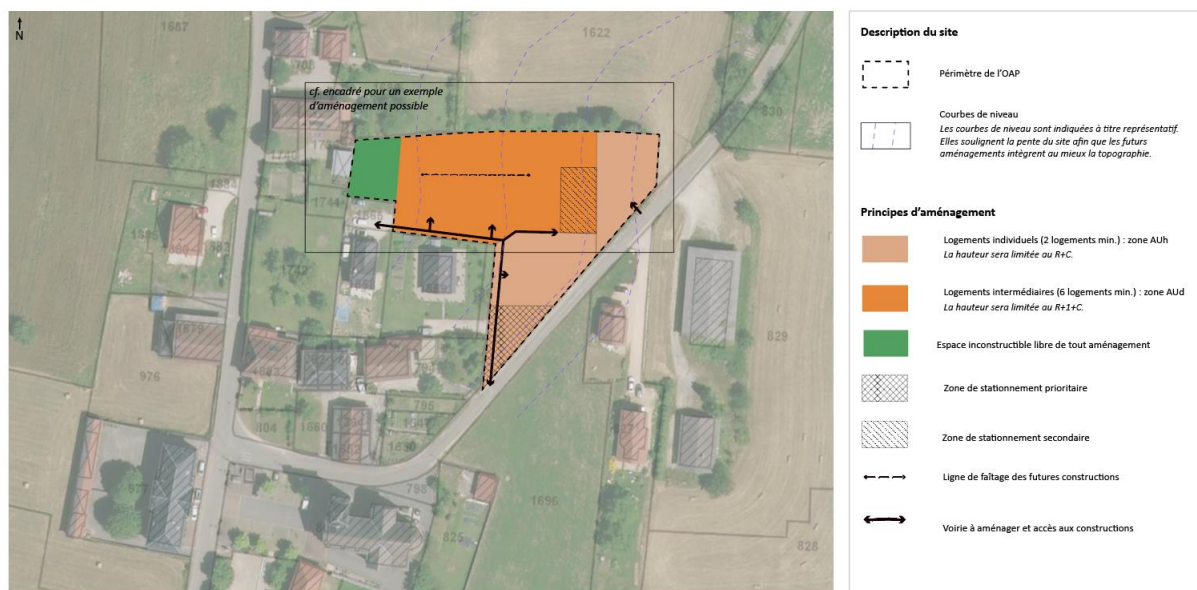 N
cf. encadré pour un exemple
d'aménagement possible
1687
1622
830
1744
1742
976
977
804
1660
795
798
825
1696
829
828
Description du site
Périmètre de l'OAP
Courbes de niveau
Les courbes de niveau sont indiquées à titre représentatif.
Elles soulignent la pente du site afin que les futurs
aménagements intègrent au mieux la topographie.
Principes d'aménagement
Logements individuels (2 logements min.) : zone AUh
La hauteur sera limitée au R+C.
Logements intermédiaires (6 logements min.) : zone AUd
La hauteur sera limitée au R+1+C.
Espace inconstructible libre de tout aménagement
Zone de stationnement prioritaire
Zone de stationnement secondaire
Ligne de faîtage des futures constructions
Voirie à aménager et accès aux constructions